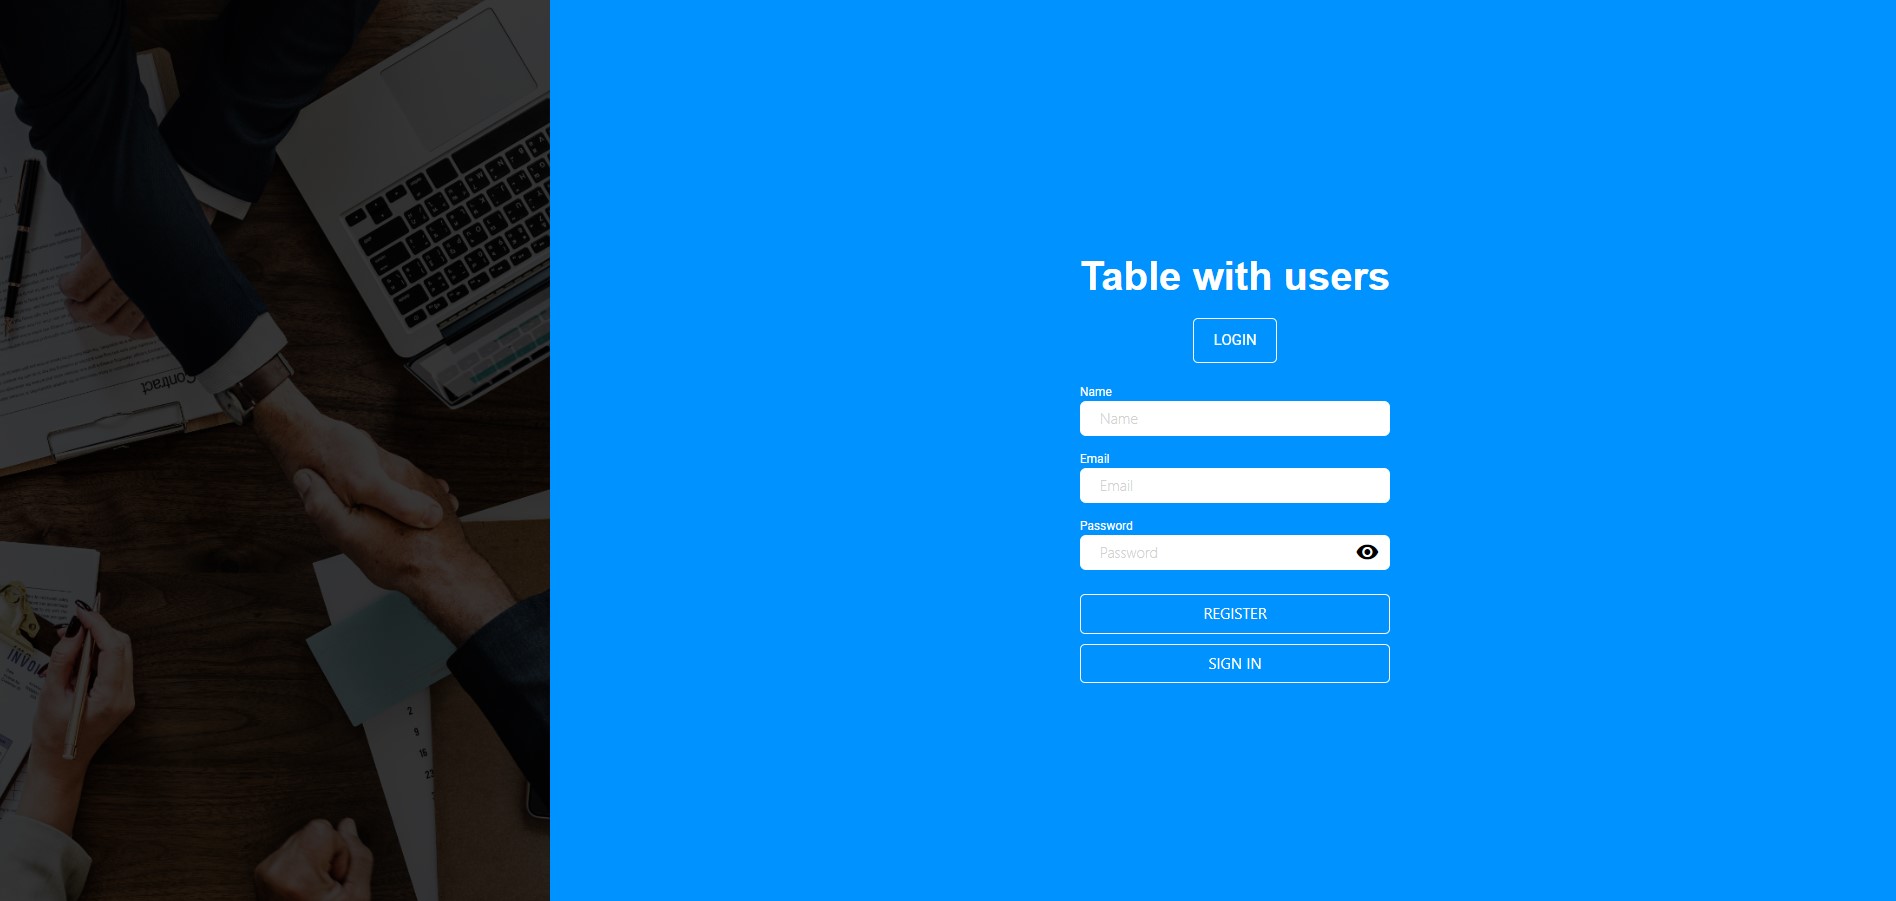 Table with users
LOGIN
Name
Name
Email
Email
Password
Password
REGISTER
SIGN IN
Contract
INVOI
2
9
16
23